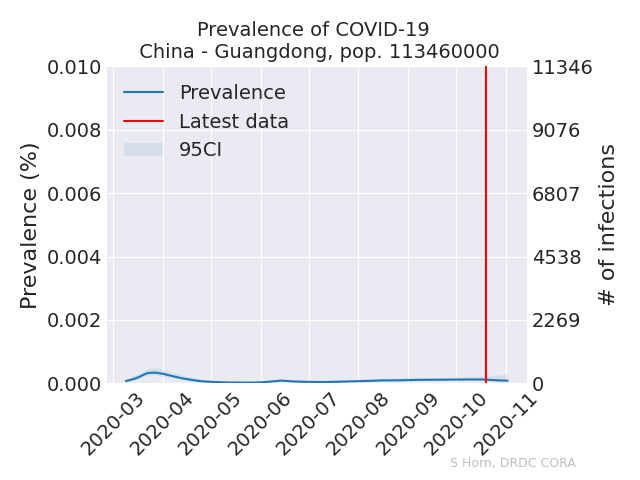 Prevalence of COVID-19
China - Guangdong, pop. 113460000
Prevalence
Latest data
95CI
Prevalence (%)
0.010
0.008
0.006
0.004
0.002
0.000
11346
9076
6807
4538
2269
0
# of infections
2020-03
2020-04
2020-05
2020-06
2020-07
2020-08
2020-09
2020-10
2020-11
S Horn, DRDC CORA